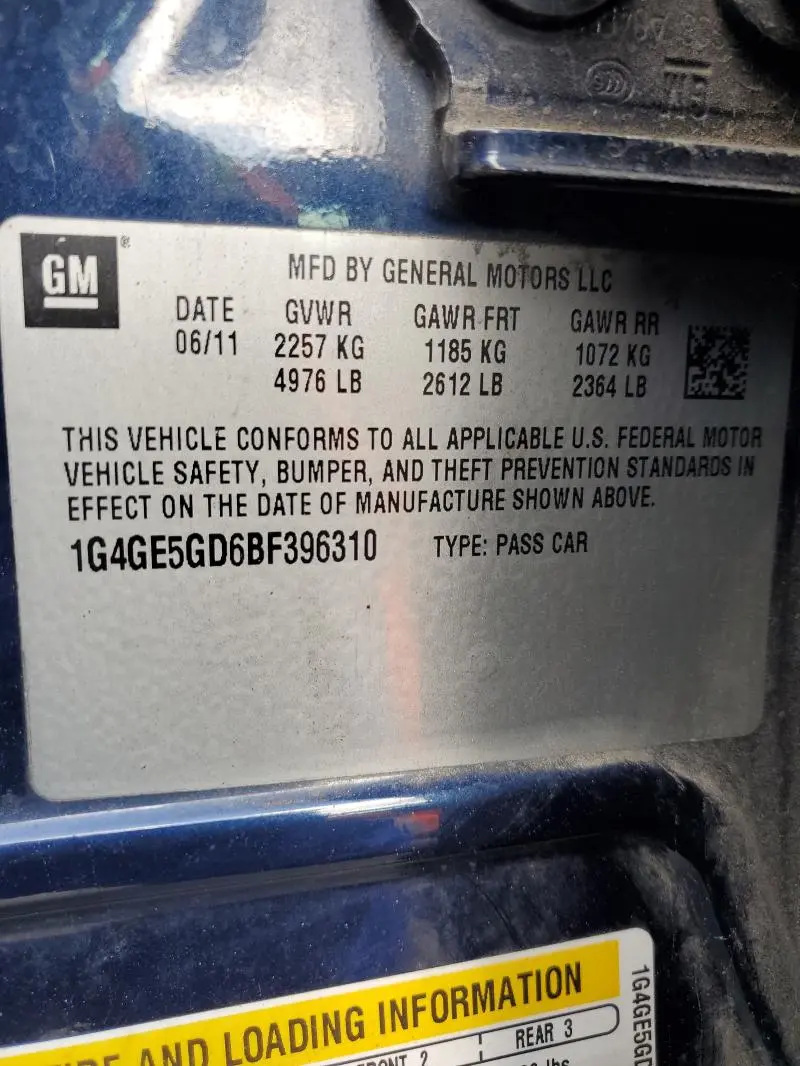 GM®
MFD BY GENERAL MOTORS LLC
DATE GVWR GAWR FRT GAWR RR
06/11 2257 KG 1185 KG 1072 KG
4976 LB 2612 LB 2364 LB
THIS VEHICLE CONFORMS TO ALL APPLICABLE U.S. FEDERAL MOTOR
VEHICLE SAFETY, BUMPER, AND THEFT PREVENTION STANDARDS IN
EFFECT ON THE DATE OF MANUFACTURE SHOWN ABOVE.
1G4GE5GD6BF396310 TYPE: PASS CAR
AND LOADING INFORMATION
2 REAR 3
lbs
1G4GE5GD